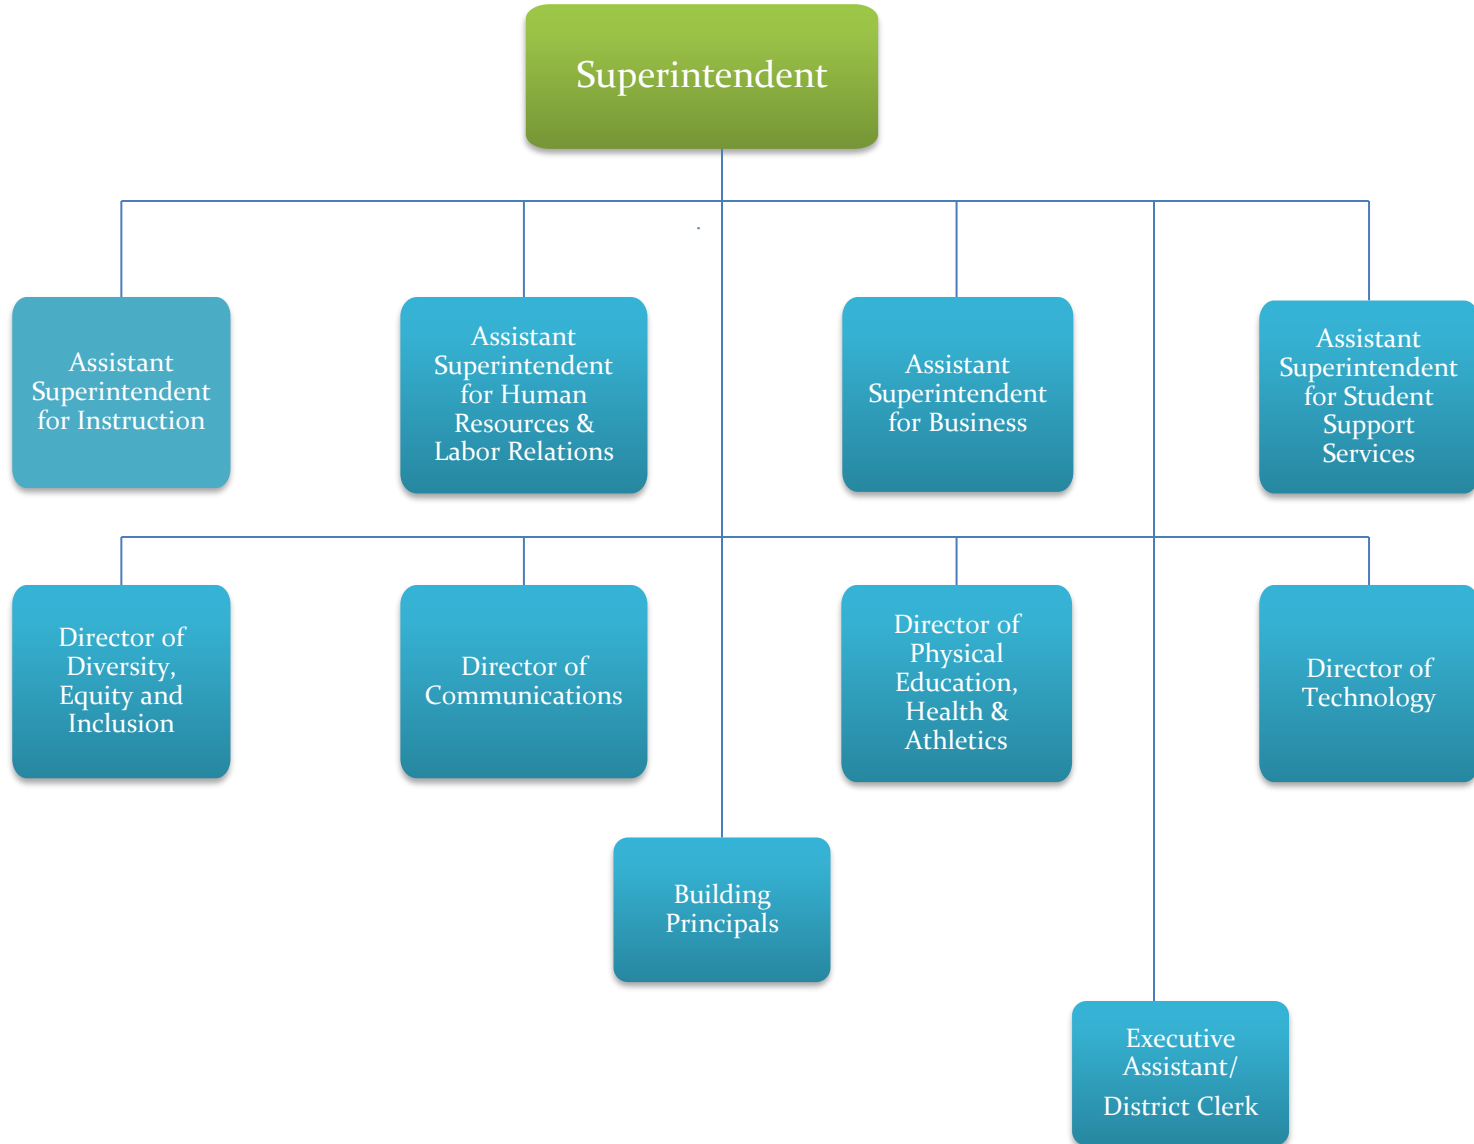 Superintendent
Assistant
Superintendent
for Instruction
Assistant
Superintendent
for Human
Resources &
Labor Relations
Assistant
Superintendent
for Business
Assistant
Superintendent
for Student
Support
Services
Director of
Diversity,
Equity and
Inclusion
Director of
Communications
Director of
Physical
Education,
Health &
Athletics
Director of
Technology
Building
Principals
Executive
Assistant/
District Clerk